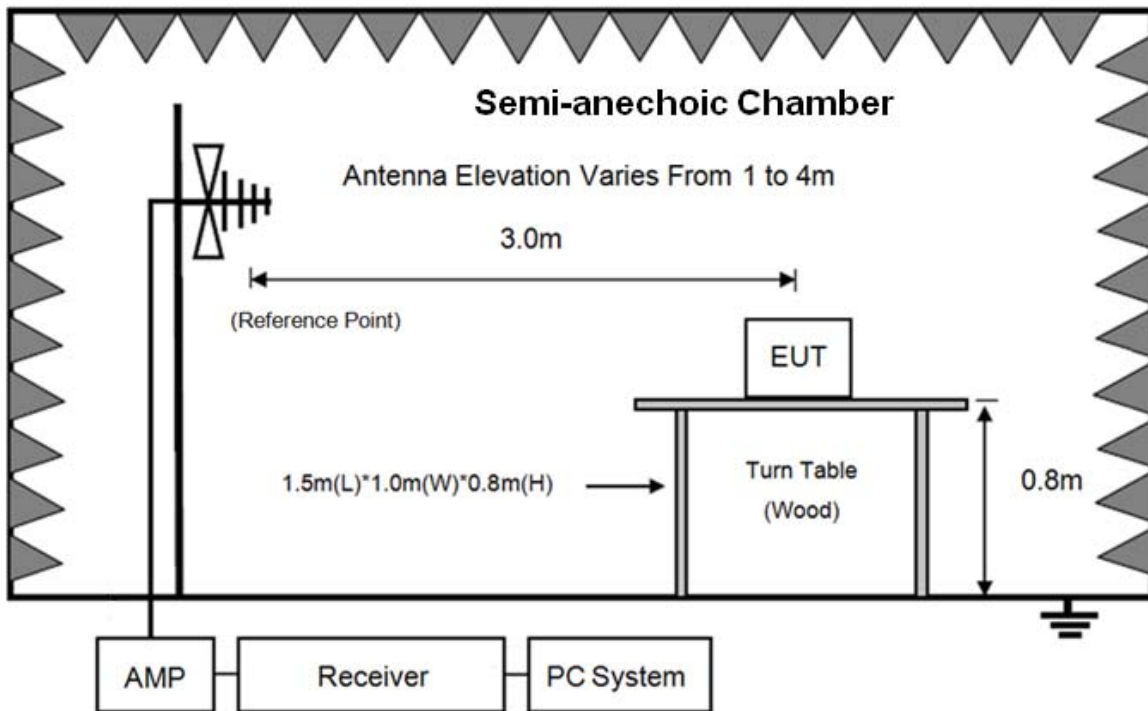 Semi-anechoic Chamber
Antenna Elevation Varies From 1 to 4m
3.0m
(Reference Point)
EUT
1.5m(L)*1.0m(W)*0.8m(H)
Turn Table
(Wood)
0.8m
AMP
Receiver
PC System